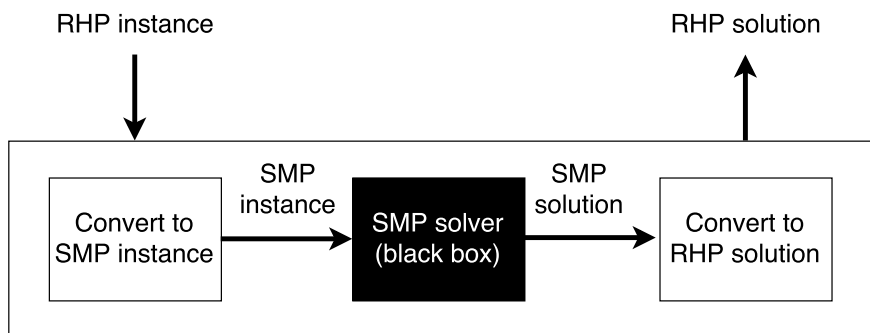 RHP instance
RHP solution
Convert to
SMP instance
SMP
instance
SMP solver
(black box)
SMP
solution
Convert to
RHP solution